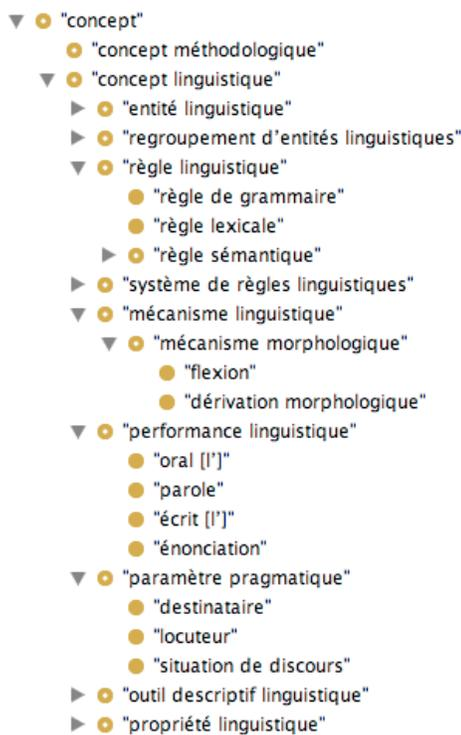 "concept"
"concept méthodologique"
"concept linguistique"
"entité linguistique"
"regroupement d'entités linguistiques"
"règle linguistique"
"règle de grammaire"
"règle lexicale"
"règle sémantique"
"système de règles linguistiques"
"mécanisme linguistique"
"mécanisme morphologique"
"flexion"
"dérivation morphologique"
"performance linguistique"
"oral [l']"
"parole"
"écrit [l']"
"énonciation"
"paramètre pragmatique"
"destinataire"
"locuteur"
"situation de discours"
"outil descriptif linguistique"
"propriété linguistique"